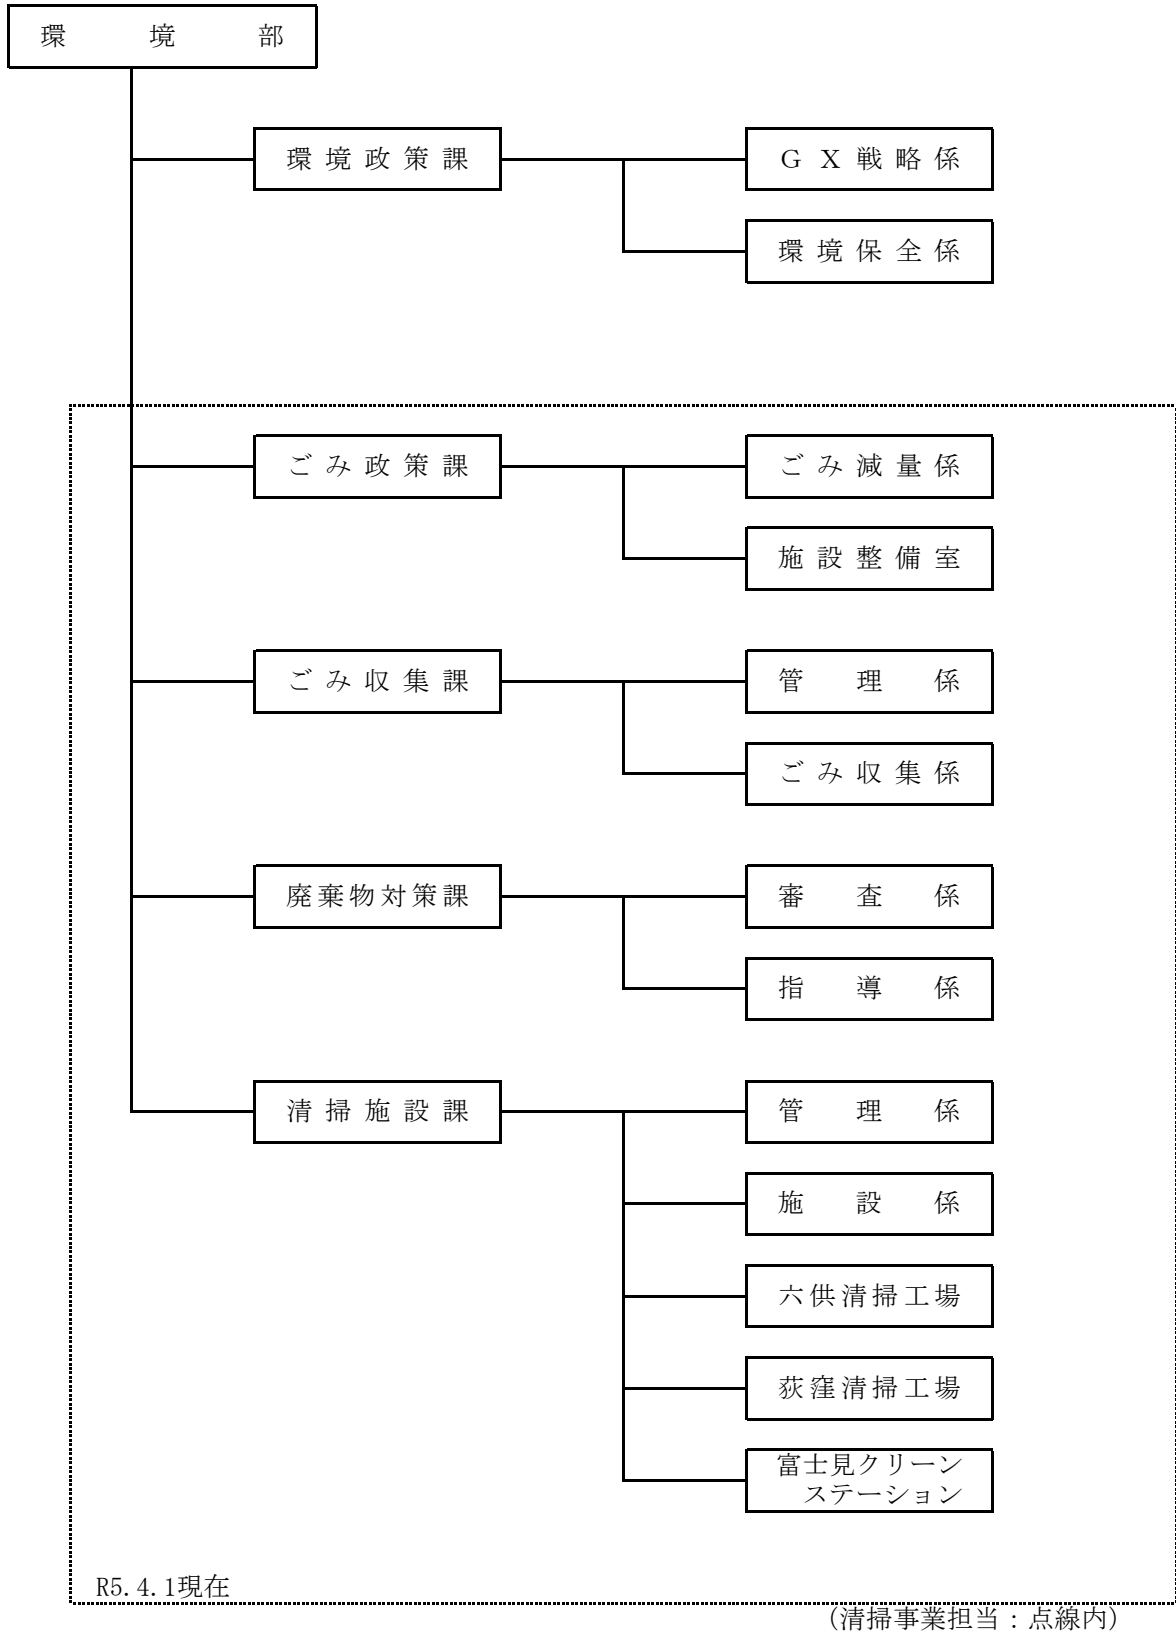 環境部
環境政策課
GX戦略係
環境保全係
ごみ政策課
ごみ減量係
施設整備室
ごみ収集課
管理係
ごみ収集係
廃棄物対策課
審査係
指導係
清掃施設課
管理係
施設係
六供清掃工場
荻窪清掃工場
富士見クリーン
ステーション
R5.4.1現在
(清掃事業担当：点線内)